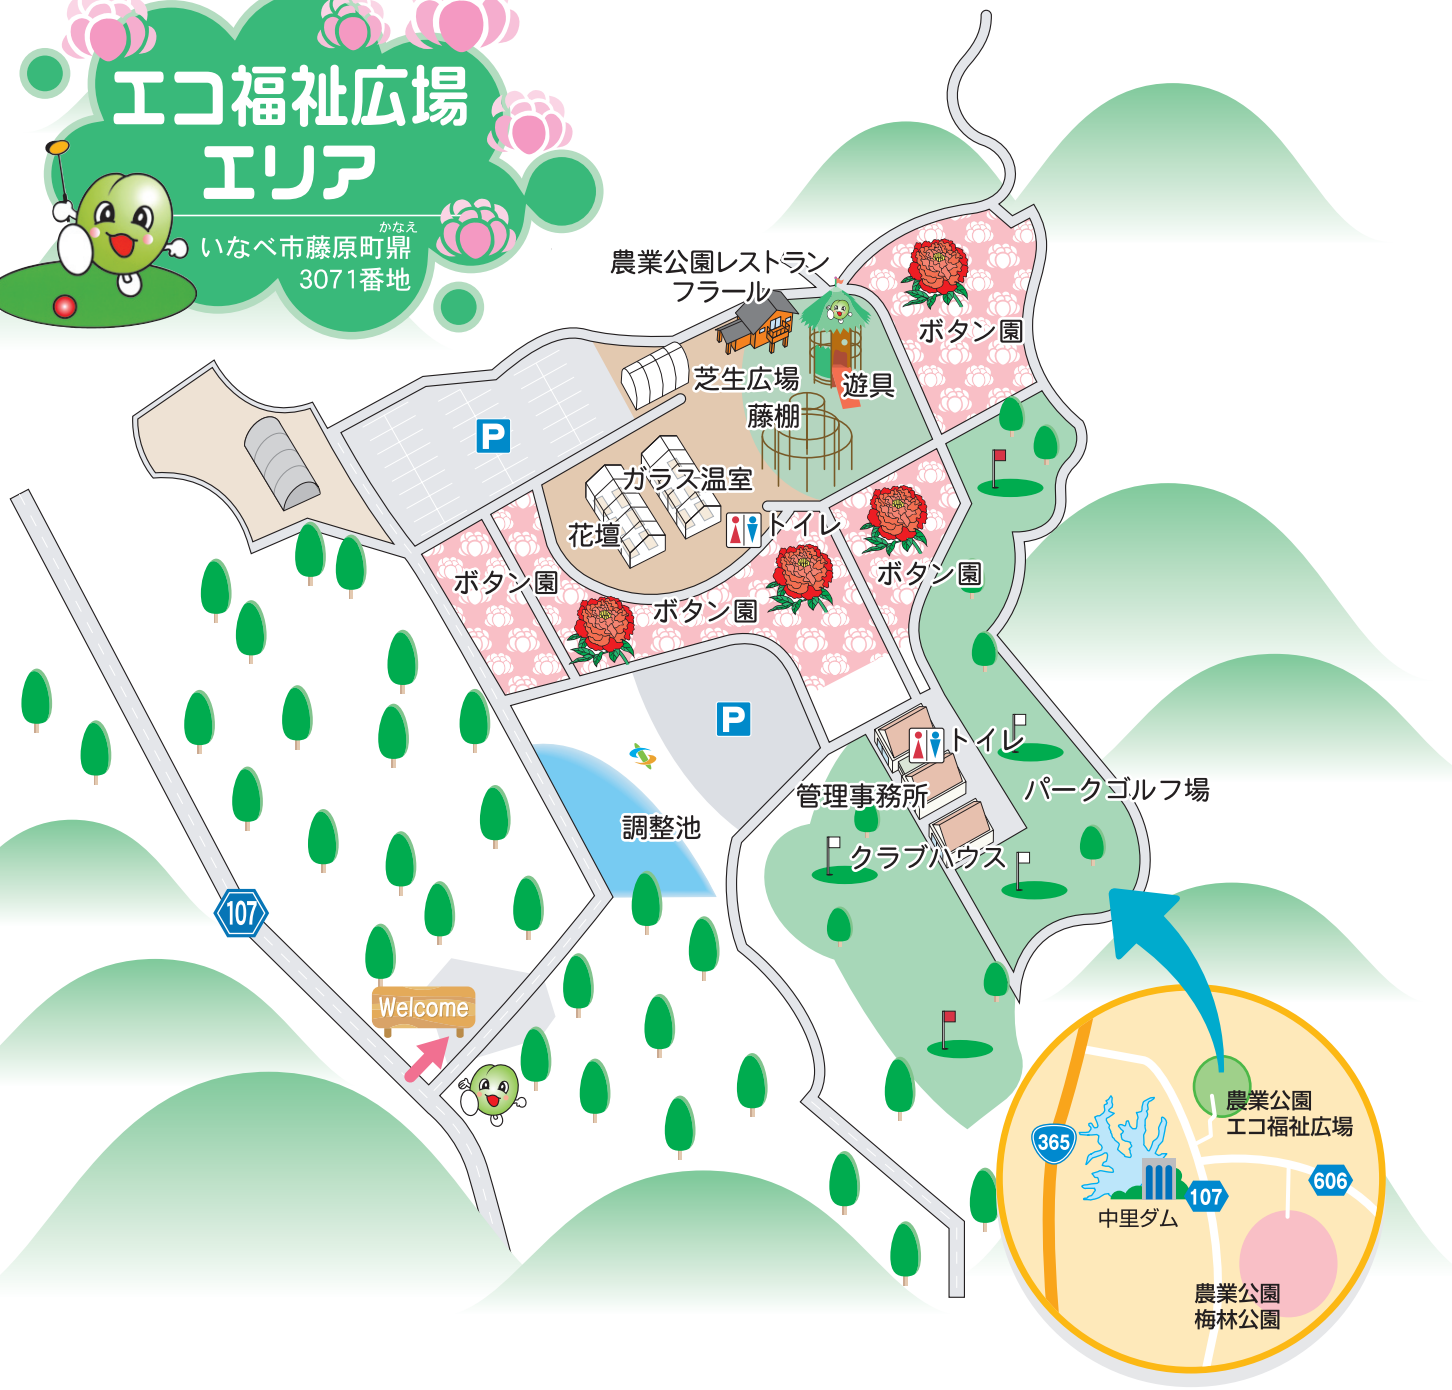 エコ福祉広場
エリア
かなえ
いなべ市藤原町鼎
3071番地
農業公園レストラン
フラール
ボタン園
芝生広場
遊具
藤棚
P
ガラス温室
花壇
トイレ
ボタン園
ボタン園
ボタン園
P
トイレ
管理事務所
パークゴルフ場
調整池
クラブハウス
107
Welcome
365
農業公園
エコ福祉広場
606
107
中里ダム
農業公園
梅林公園